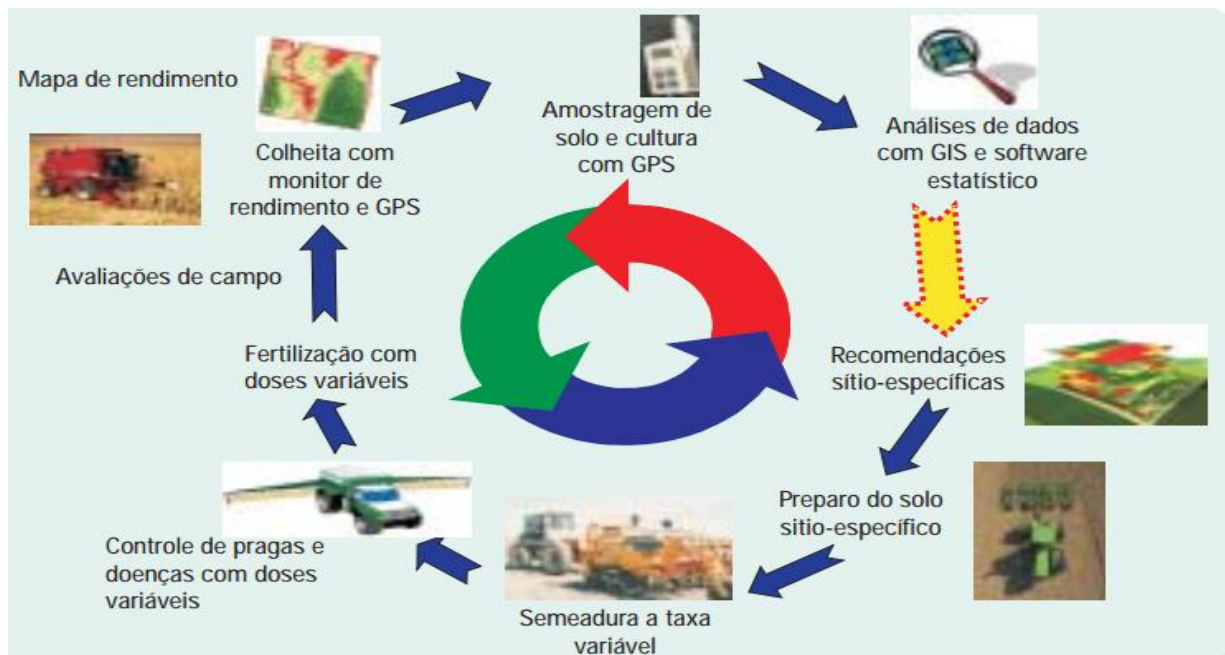 Mapa de rendimento
Colheita com
monitor de
rendimento e GPS
Amostragem de
solo e cultura
com GPS
Análises de dados
com GIS e software
estatístico
Recomendações
sítio-específicas
Preparo do solo
sitio-específico
Semeadura a taxa
variável
Controle de pragas e
doenças com doses
variáveis
Fertilização com
doses variáveis
Avaliações de campo